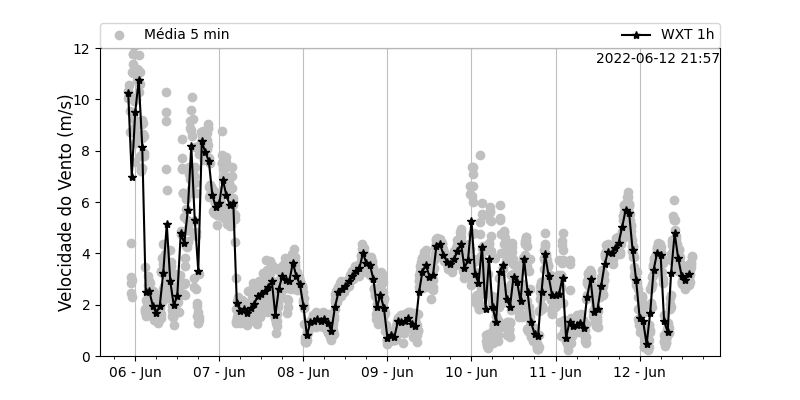 Média 5 min
WXT 1h
2022-06-12 21:57
Velocidade do Vento (m/s)
12
10
8
6
4
2
0
06 - Jun
07 - Jun
08 - Jun
09 - Jun
10 - Jun
11 - Jun
12 - Jun